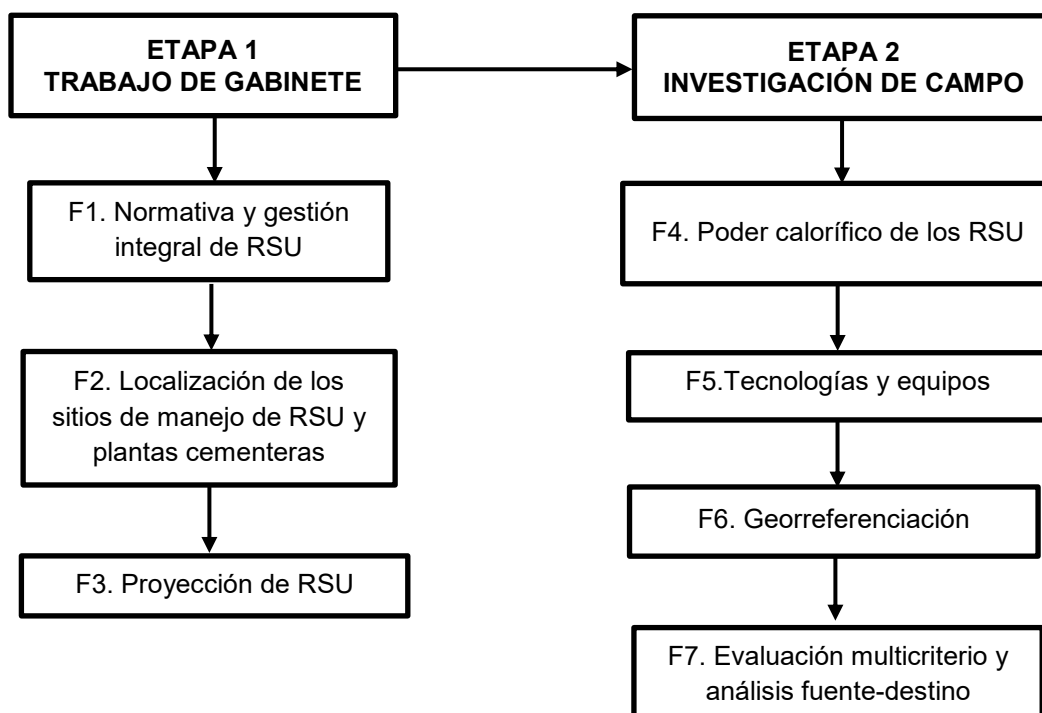 ETAPA 1
TRABAJO DE GABINETE
ETAPA 2
INVESTIGACIÓN DE CAMPO
F1. Normativa y gestión
integral de RSU
F2. Localización de los
sitios de manejo de RSU y
plantas cementeras
F3. Proyección de RSU
F4. Poder calorífico de los RSU
F5.Tecnologías y equipos
F6. Georreferenciación
F7. Evaluación multicriterio y
análisis fuente-destino